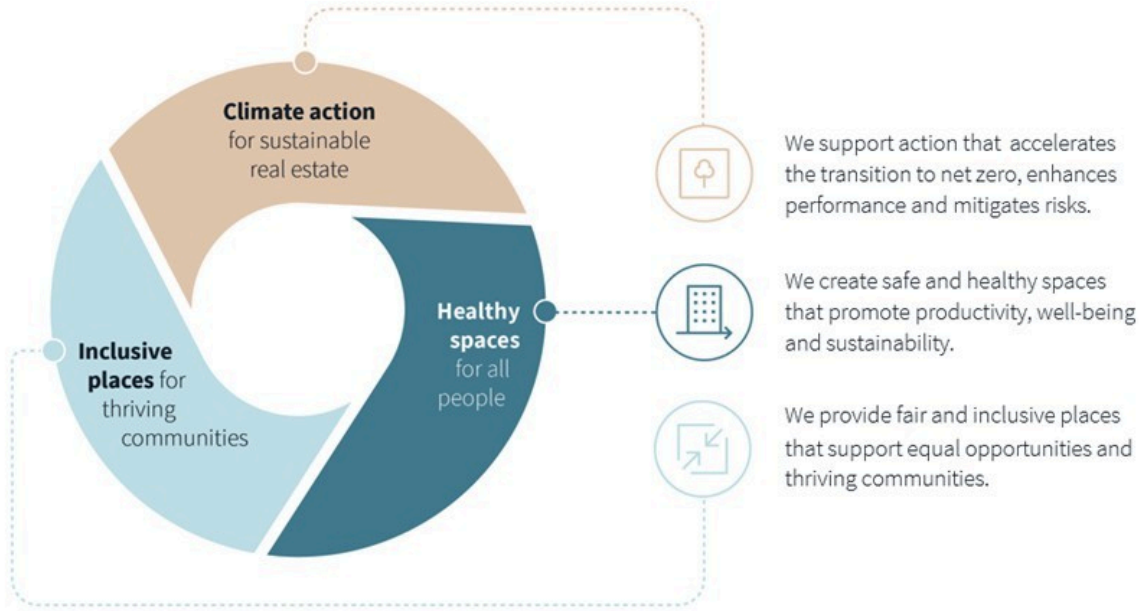 Climate action
for sustainable
real estate
Healthy
spaces
for all
people
Inclusive
places for
thriving
communities
We support action that accelerates
the transition to net zero, enhances
performance and mitigates risks.
We create safe and healthy spaces
that promote productivity, well-being
and sustainability.
We provide fair and inclusive places
that support equal opportunities and
thriving communities.